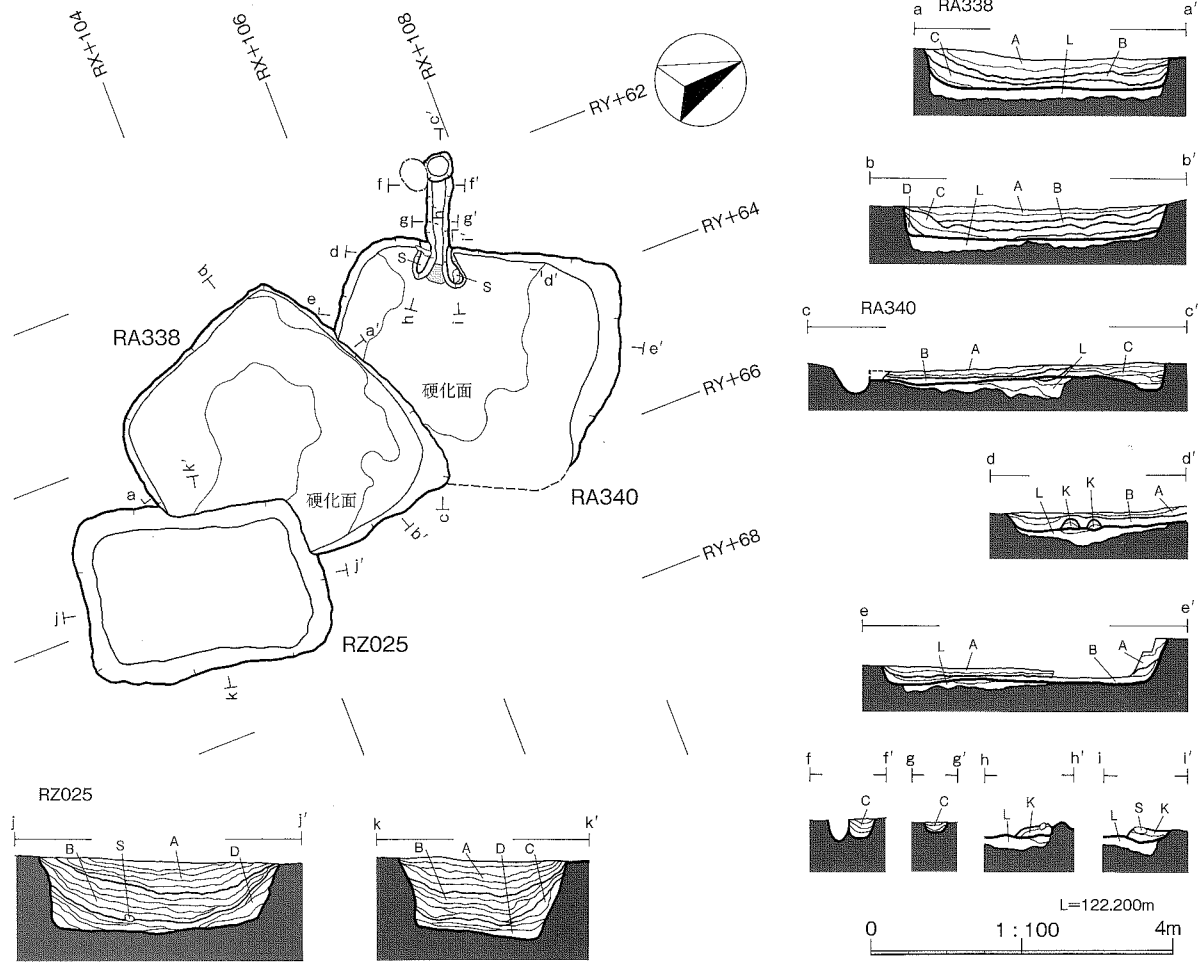 RX+104
RX+106
RX+108
RY+62
RY+64
RY+66
RY+68
c'
f
f'
g
g'
h'
i'
d
S
S
d'
h
i
e
a'
e'
b
RA338
硬化面
RA340
k'
a
硬化面
c
b'
j'
j
RZ025
k
RA338
a
a'
C
A
L
B
b
b'
D
C
L
A
B
RA340
c
c'
B
A
L
C
d
d'
L
K
K
B
A
e
e'
L
A
B
A
f
f'
g
g'
h
h'
i
i'
C
C
L
K
L
S
K
RZ025
j
j'
B
S
A
D
k
k'
B
A
D
C
L=122.200m
0
1:100
4m